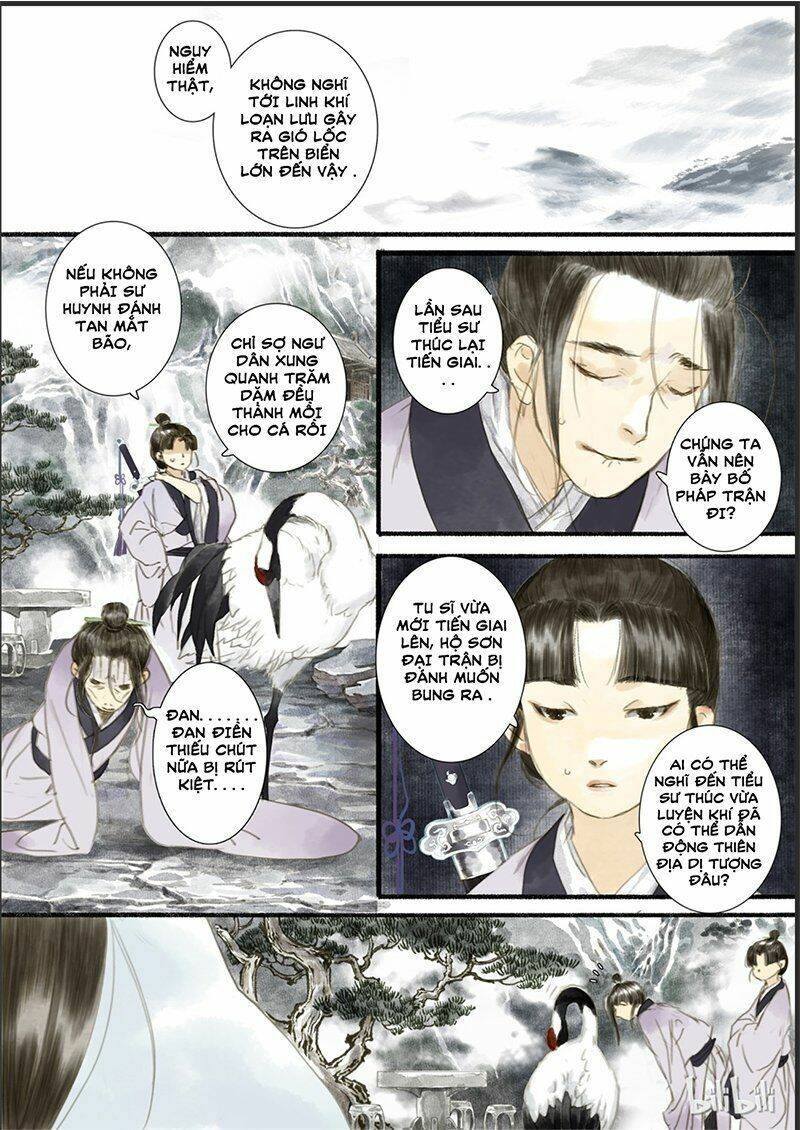 NGUY
HIỂM
THẬT,
KHÔNG NGHĨ
TỚI LINH KHÍ
LOẠN LƯU GÂY
RA GIÓ LỐC
TRÊN BIỂN
LỚN ĐẾN VẬY .
NẾU KHÔNG
PHẢI SƯ
HUYNH ĐÁNH
TAN MẮT
BÃO,
CHỈ SỢ NGƯ
DÂN XUNG
QUANH TRĂM
DẶM ĐỀU
THÀNH MỒI
CHO CÁ RỒI
ĐAN.......
ĐAN ĐIỀN
THIẾU CHÚT
NỮA BỊ RÚT
KIỆT....
LẦN SAU
TIỂU SƯ
THÚC LẠI
TIẾN GIAI. .
. .
CHÚNG TA
VẪN NÊN
BÀY BỐ
PHÁP TRẬN
ĐI?
TU SĨ VỪA
MỚI TIẾN GIAI
LÊN, HỘ SƠN
ĐẠI TRẬN BỊ
ĐÁNH MUỐN
BUNG RA .
AI CÓ THỂ
NGHĨ ĐẾN TIỂU
SƯ THÚC VỪA
LUYỆN KHÍ ĐÃ
CÓ THỂ DẪN
ĐỘNG THIÊN
ĐỊA DỊ TƯỢNG
ĐÂU?
bilibili